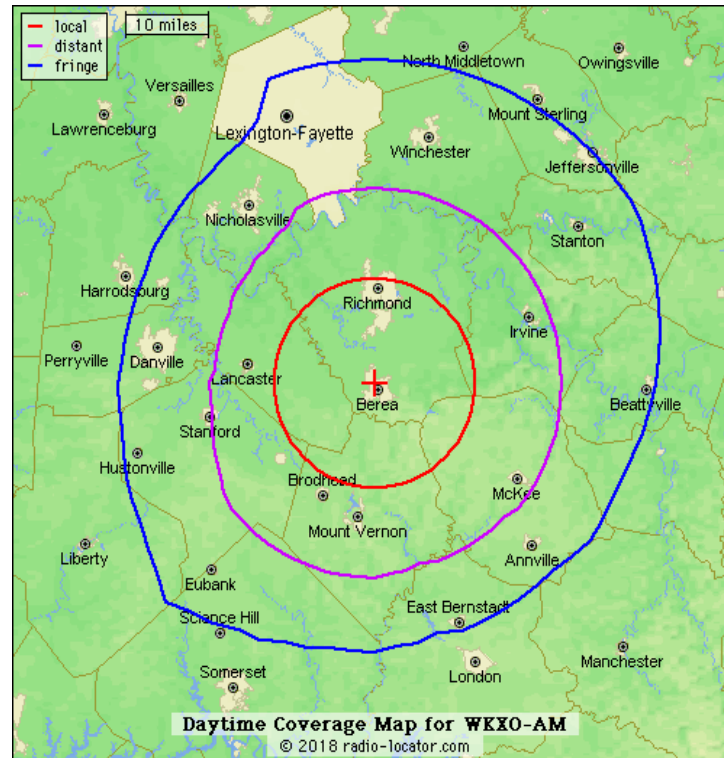 local
distant
fringe
10 miles
North Middletown
Owingsville
Versailles
Mount Sterling
Lawrenceburg
Lexington-Fayette
Winchester
Jeffersonville
Nicholasville
Stanton
Harrodsburg
Richmond
Irvine
Perryville
Danville
Lancaster
Berea
Beattyville
Stanford
Hustonville
Brodhead
McKee
Mount Vernon
Liberty
Annville
Eubank
East Bernstadt
Science Hill
Manchester
Somerset
London
Daytime Coverage Map for WKXO-AM
© 2018 radio-locator.com